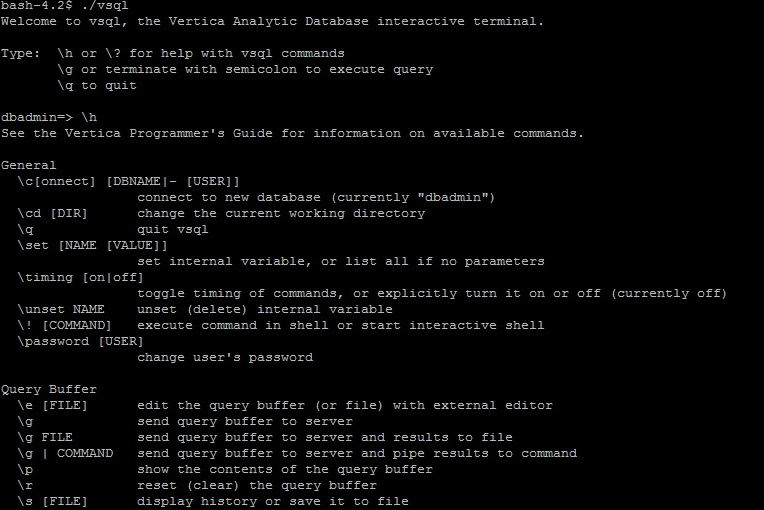 bash-4.2$ ./vsql
Welcome to vsql, the Vertica Analytic Database interactive terminal.

Type:  \h or \? for help with vsql commands
       \g or terminate with semicolon to execute query
       \q to quit

dbadmin=> \h
See the Vertica Programmer's Guide for information on available commands.

General
  \c[onnect] [DBNAME|- [USER]]
                 connect to new database (currently "dbadmin")
  \cd [DIR]      change the current working directory
  \q             quit vsql
  \set [NAME [VALUE]]
                 set internal variable, or list all if no parameters
  \timing [on|off]
                 toggle timing of commands, or explicitly turn it on or off (currently off)
  \unset NAME    unset (delete) internal variable
  \! [COMMAND]   execute command in shell or start interactive shell
  \password [USER]
                 change user's password

Query Buffer
  \e [FILE]      edit the query buffer (or file) with external editor
  \g             send query buffer to server
  \g FILE        send query buffer to server and results to file
  \g | COMMAND   send query buffer to server and pipe results to command
  \p             show the contents of the query buffer
  \r             reset (clear) the query buffer
  \s [FILE]      display history or save it to file